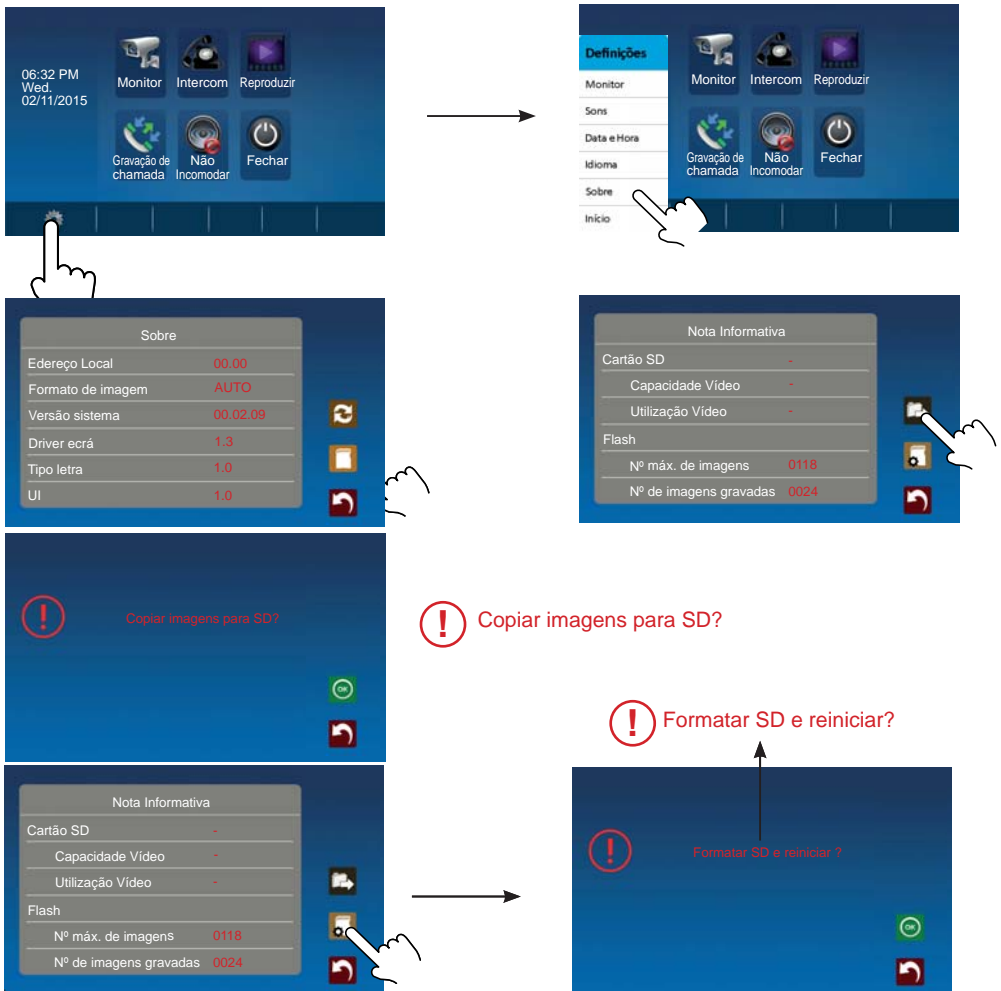 06:32 PM
Wed.
02/11/2015
Monitor
Intercom
Reproduzir
Gravação de
chamada
Não
Incomodar
Fechar
Definições
Monitor
Sons
Data e Hora
Idioma
Sobre
Início
Monitor
Intercom
Reproduzir
Gravação de
chamada
Não
Incomodar
Fechar
Sobre
Edereço Local 00.00
Formato de imagem AUTO
Versão sistema 00.02.09
Driver ecrá 1.3
Tipo letra 1.0
UI 1.0
Nota Informativa
Cartão SD -
Capacidade Vídeo -
Utilização Vídeo -
Flash
Nº máx. de imagens 0118
Nº de imagens gravadas 0024
! Copiar imagens para SD?
OK
! Copiar imagens para SD?
! Formatar SD e reiniciar?
Nota Informativa
Cartão SD -
Capacidade Vídeo -
Utilização Vídeo -
Flash
Nº máx. de imagens 0118
Nº de imagens gravadas 0024
! Formatar SD e reiniciar ?
OK